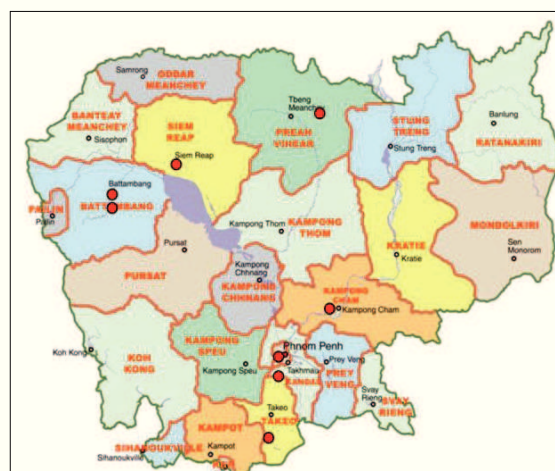 Samrong
ODDAR
MEANCHEY
BANTEAY
MEANCHEY
Sisophon
SIEM
REAP
Siem Reap
Tbeng
Meanchey
PREAH
VIHEAR
STUNG
TRENG
Stung Treng
Banlung
RATANAKIRI
Battambang
BATTAMBANG
PAILIN
Pailin
Kampong Thom
KAMPONG
THOM
KRATIE
Kratie
MONDOLKIRI
Sen
Monorom
Pursat
PURSAT
Kampong
Chhnang
KAMPONG
CHHNANG
KAMPONG
CHAM
Kampong Cham
Koh Kong
KOH
KONG
KAMPONG
SPEU
Kampong Speu
Phnom Penh
Takhmau
KANDAL
Prey Veng
PREY
VENG
Svay
Rieng
SVAY
RIENG
Takeo
TAKEO
SIHANOUKVILLE
Sihanoukville
KAMPOT
Kampot